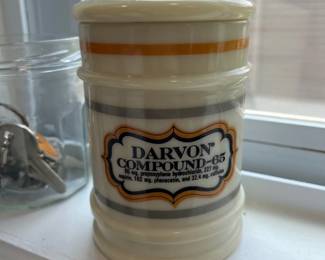 DARVON®
COMPOUND-65
65 mg. propoxyphene hydrochloride, 227 mg.
aspirin, 162 mg. phenacetin, and 32.4 mg. caffeine